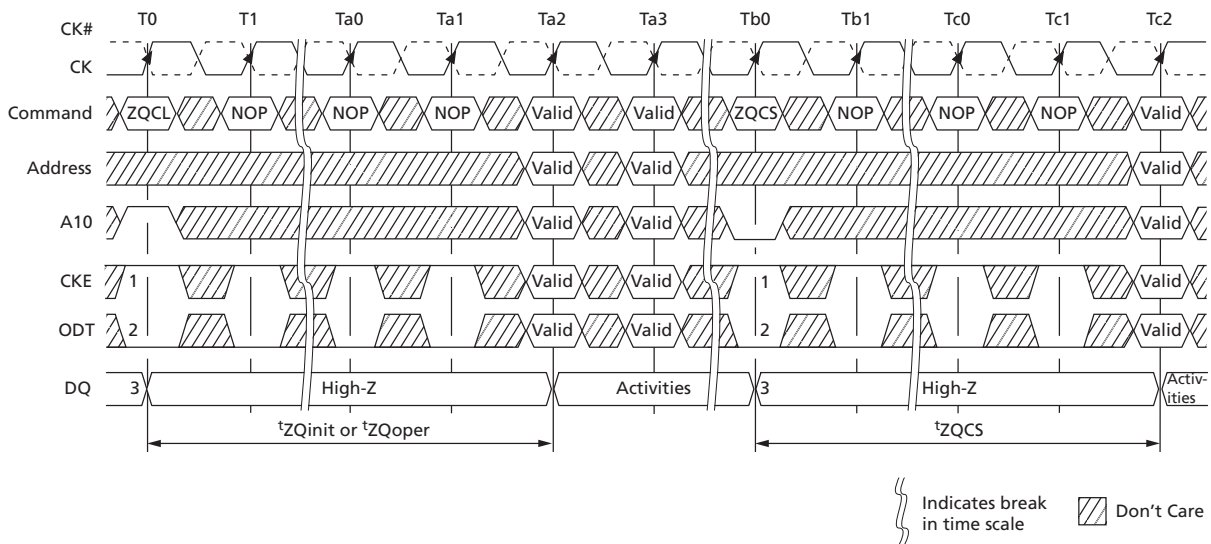 T0 T1 Ta0 Ta1 Ta2 Ta3 Tb0 Tb1 Tc0 Tc1 Tc2
CK#
CK
Command ZQCL NOP NOP NOP Valid Valid ZQCS NOP NOP NOP Valid
Address Valid Valid Valid
A10 Valid Valid Valid
CKE 1 Valid Valid 1 Valid
ODT 2 Valid Valid 2 Valid
DQ 3 High-Z Activities 3 High-Z Activ-
ities
tZQinit or tZQoper tZQCS
Indicates break
in time scale
Don't Care